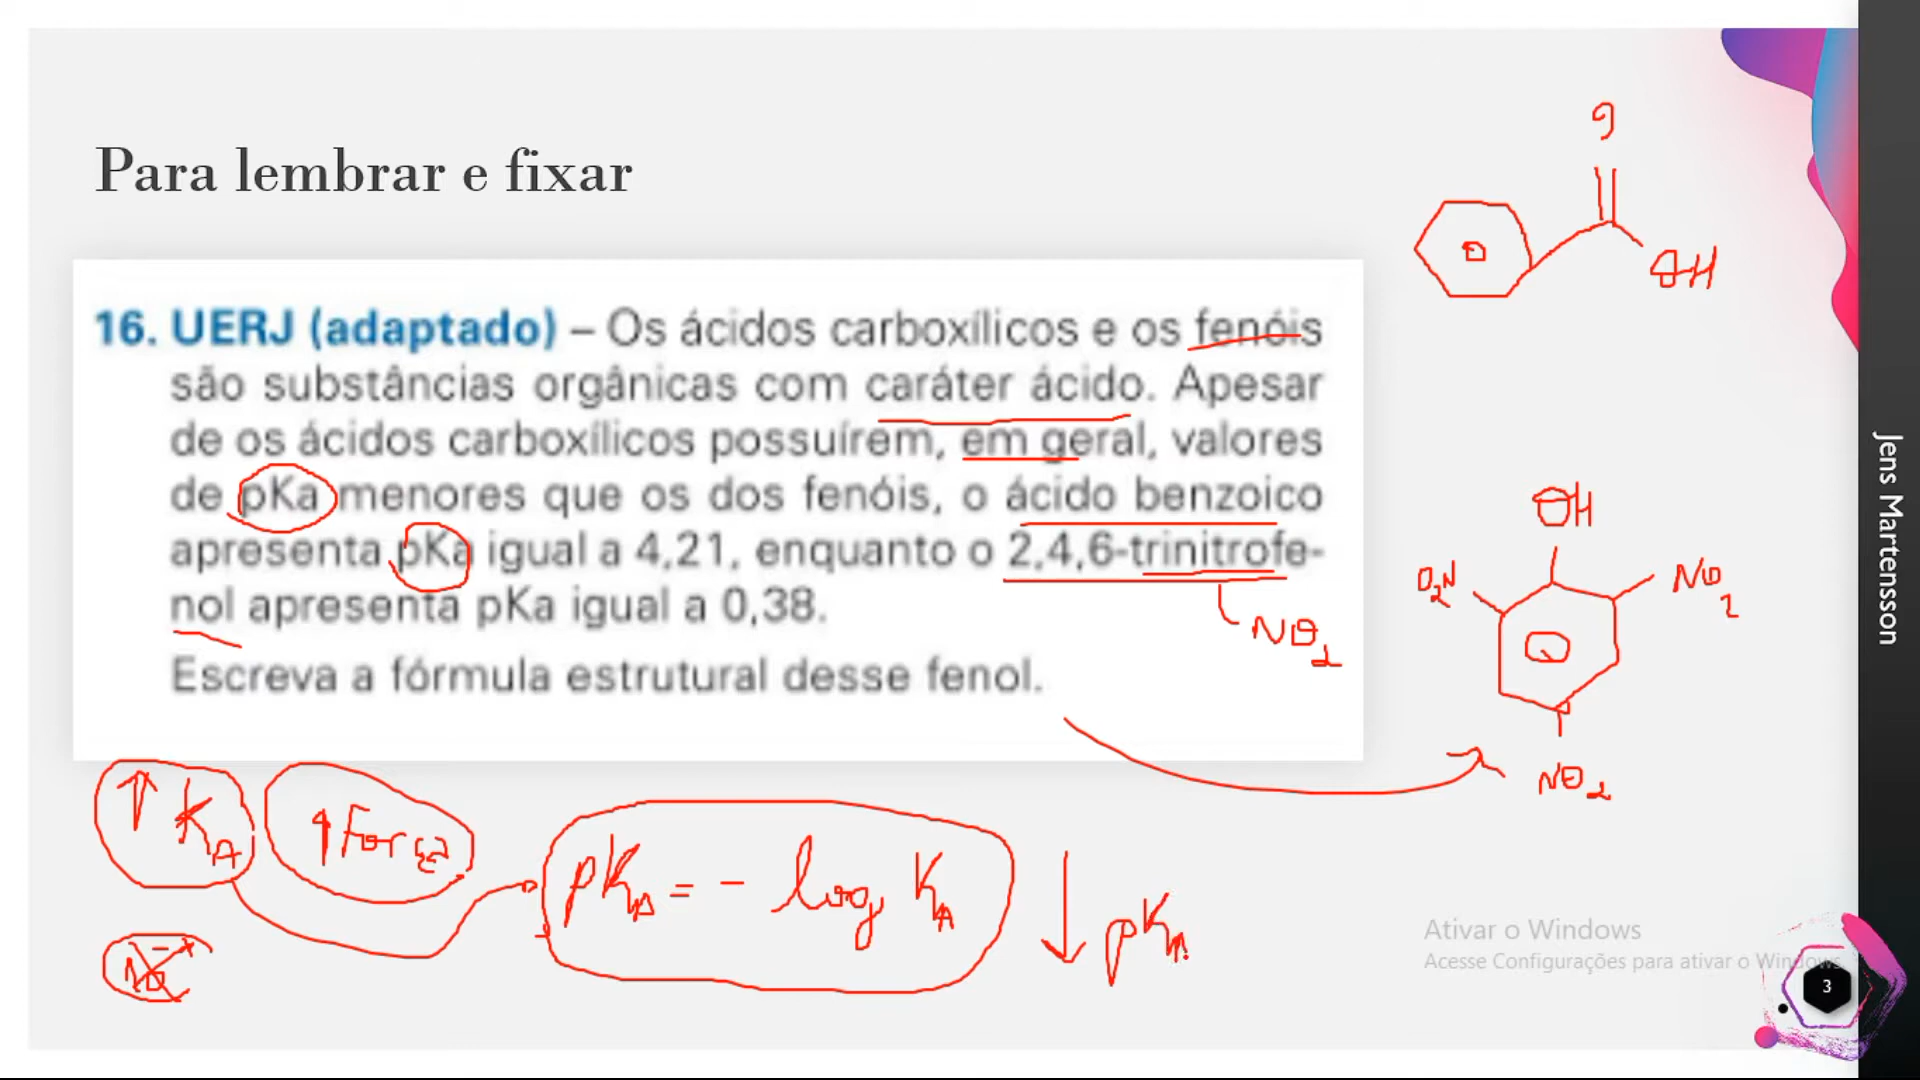 Para lembrar e fixar
16. UERJ (adaptado) – Os ácidos carboxílicos e os fenóis
são substâncias orgânicas com caráter ácido. Apesar
de os ácidos carboxílicos possuírem, em geral, valores
de pKa menores que os dos fenóis, o ácido benzoico
apresenta pKa igual a 4,21, enquanto o 2,4,6-trinitrofe-
nol apresenta pKa igual a 0,38.
Escreva a fórmula estrutural desse fenol.
NO2
O
OH
OH
O2N
NO2
NO2
↑ KA
↑ Força
pKA = - log KA
↓ pKA
Ativar o Windows
Acesse Configurações para ativar o Windows.
3
Jens Martensson